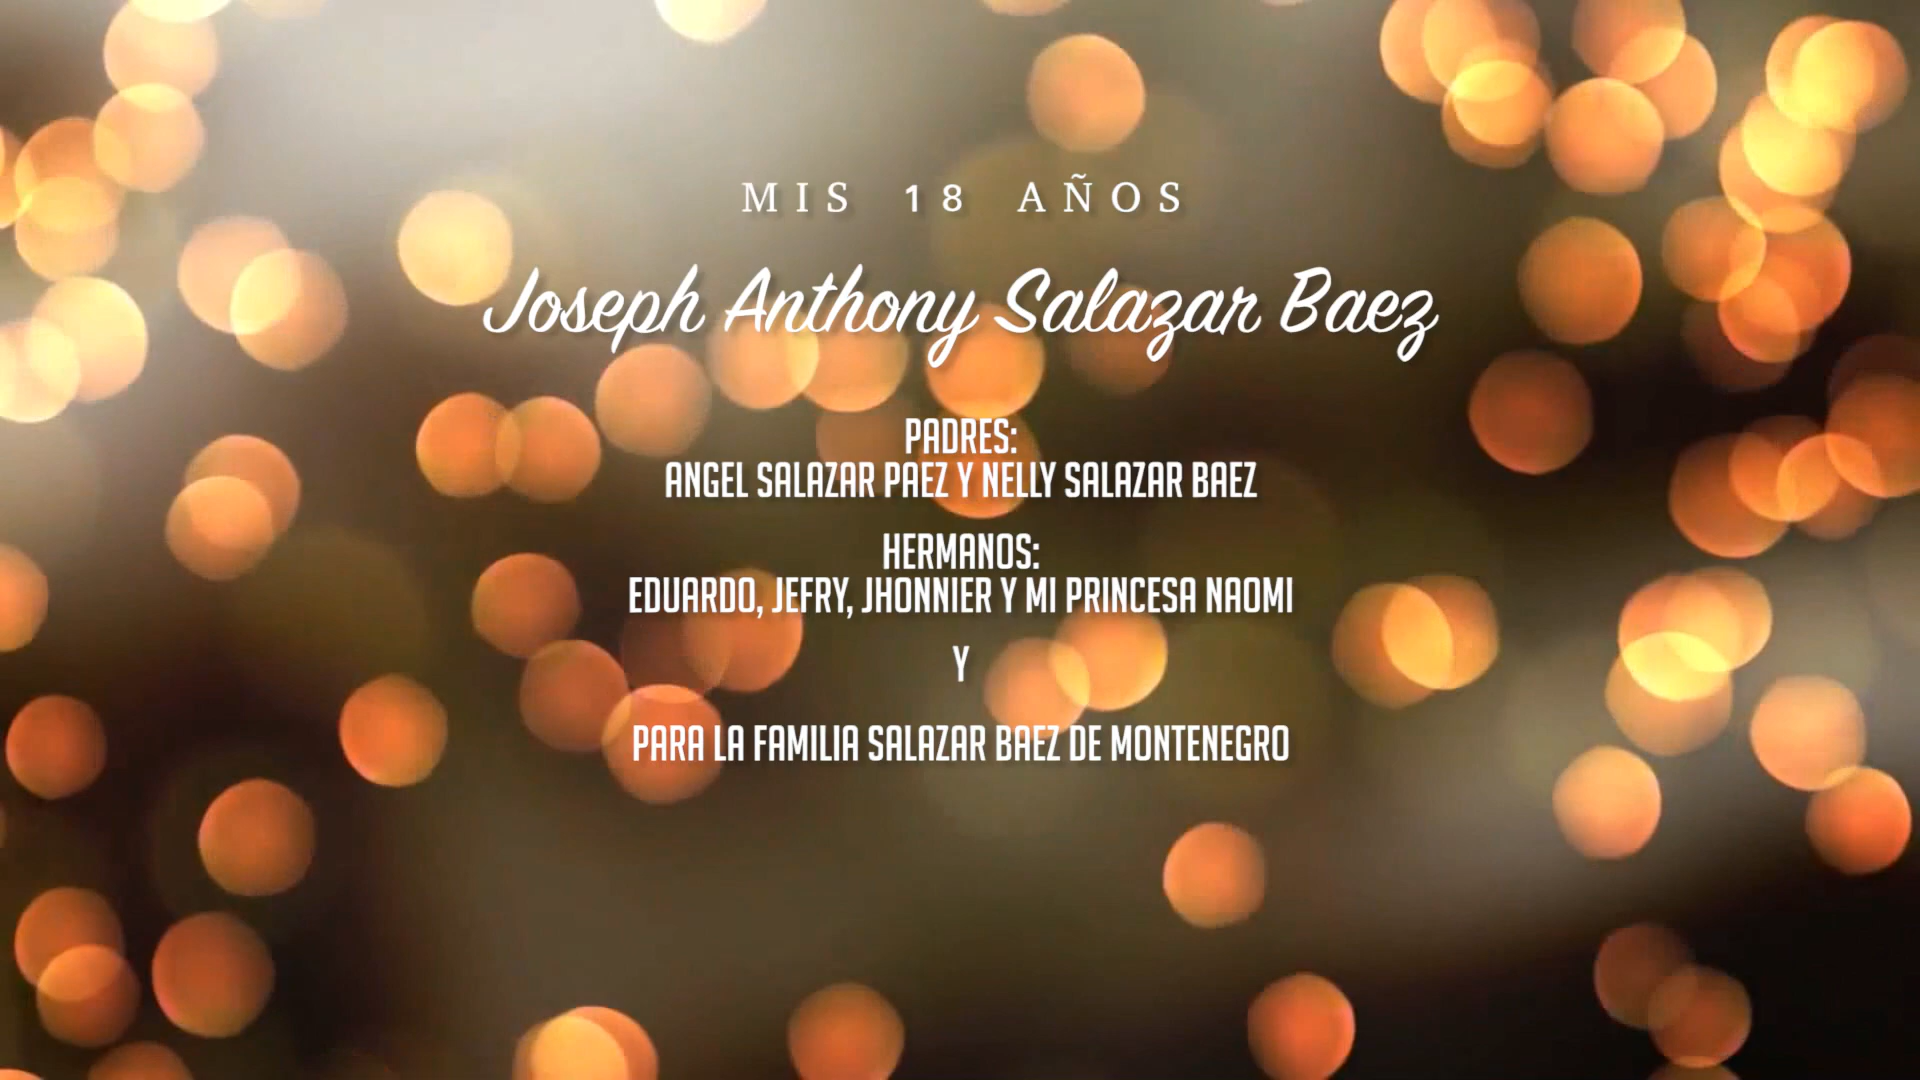 MIS 18 AÑOS
Joseph Anthony Salazar Baez
PADRES:
ANGEL SALAZAR PAEZ Y NELLY SALAZAR BAEZ
HERMANOS:
EDUARDO, JEFRY, JHONNIER Y MI PRINCESA NAOMI
Y
PARA LA FAMILIA SALAZAR BAEZ DE MONTENEGRO